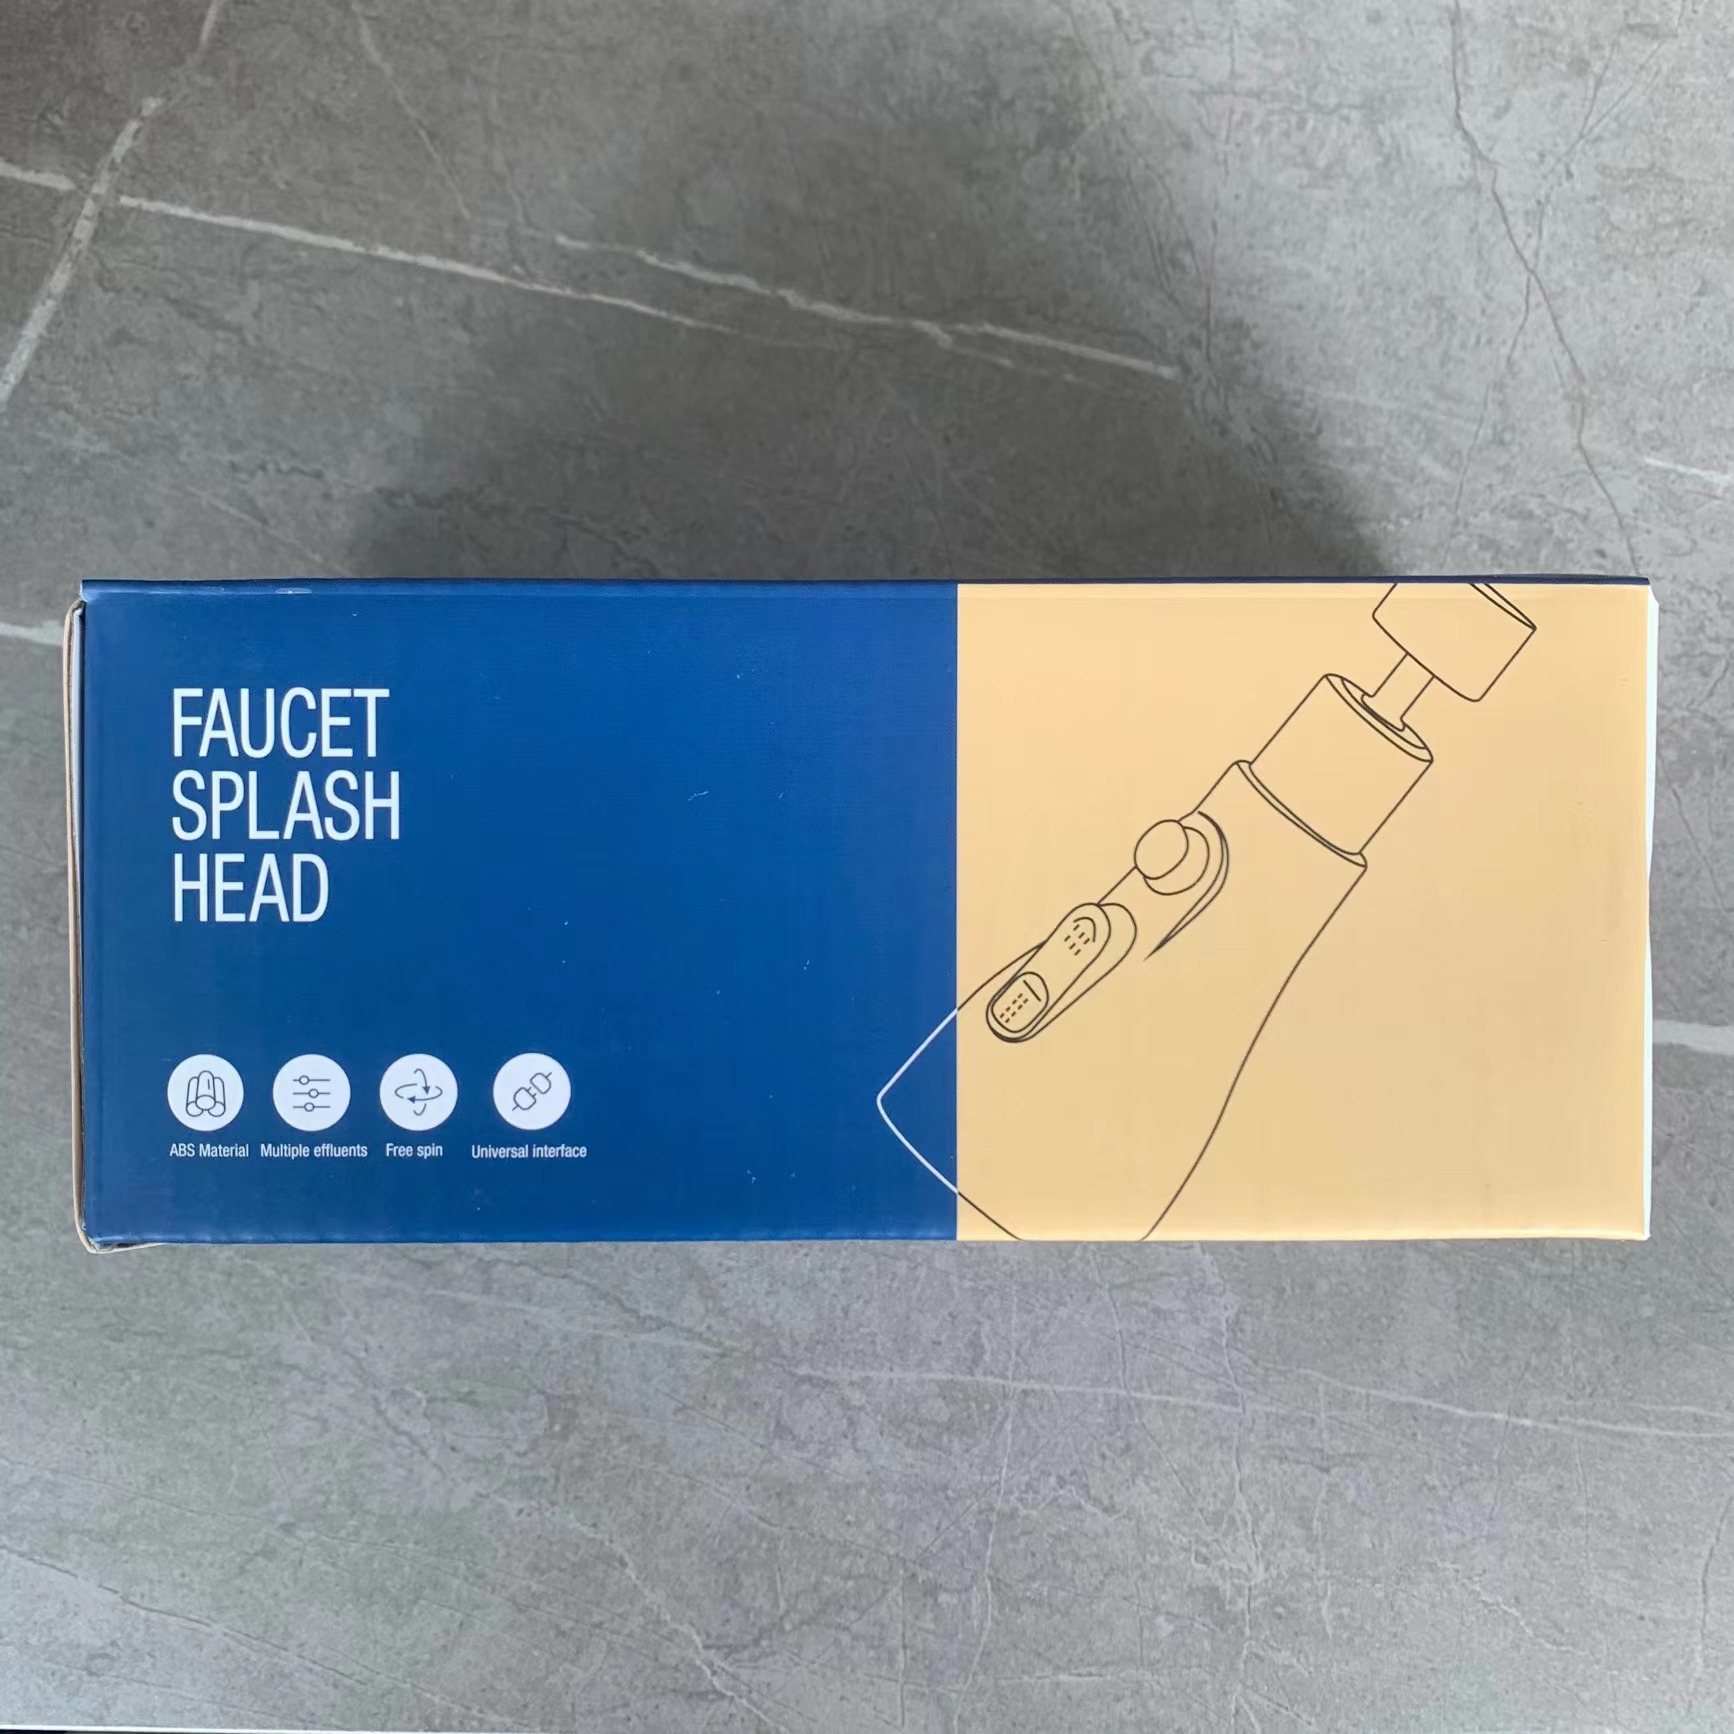 FAUCET
SPLASH
HEAD
ABS Material Multiple effluents Free spin Universal interface